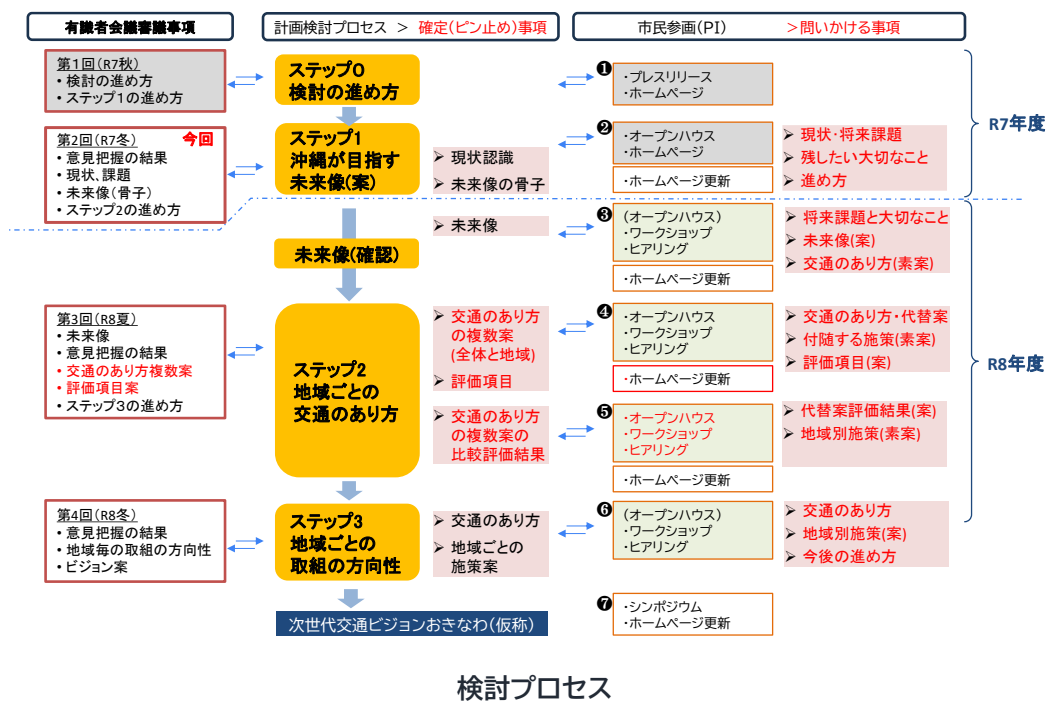 有識者会議審議事項
計画検討プロセス > 確定(ピン止め)事項
市民参画(PI) >問いかける事項
第1回(R7秋)
・検討の進め方
・ステップ1の進め方
ステップ0
検討の進め方
❶
・プレスリリース
・ホームページ
R7年度
第2回(R7冬) 今回
・意見把握の結果
・現状、課題
・未来像(骨子)
・ステップ2の進め方
ステップ1
沖縄が目指す
未来像(案)
➢ 現状認識
➢ 未来像の骨子
❷
・オープンハウス
・ホームページ
・ホームページ更新
➢ 現状・将来課題
➢ 残したい大切なこと
➢ 進め方
未来像(確認)
➢ 未来像
❸
(オープンハウス)
・ワークショップ
・ヒアリング
・ホームページ更新
➢ 将来課題と大切なこと
➢ 未来像(案)
➢ 交通のあり方(素案)
R8年度
第3回(R8夏)
・未来像
・意見把握の結果
・交通のあり方複数案
・評価項目案
・ステップ3の進め方
ステップ2
地域ごとの
交通のあり方
➢ 交通のあり方
の複数案
(全体と地域)
➢ 評価項目
➢ 交通のあり方
の複数案の
比較評価結果
❹
・オープンハウス
・ワークショップ
・ヒアリング
・ホームページ更新
➢ 交通のあり方・代替案
➢ 付随する施策(素案)
➢ 評価項目(案)
❺
・オープンハウス
・ワークショップ
・ヒアリング
・ホームページ更新
➢ 代替案評価結果(案)
➢ 地域別施策(素案)
第4回(R8冬)
・意見把握の結果
・地域毎の取組の方向性
・ビジョン案
ステップ3
地域ごとの
取組の方向性
➢ 交通のあり方
➢ 地域ごとの
施策案
❻
(オープンハウス)
・ワークショップ
・ヒアリング
➢ 交通のあり方
➢ 地域別施策(案)
➢ 今後の進め方
次世代交通ビジョンおきなわ(仮称)
❼
・シンポジウム
・ホームページ更新
検討プロセス